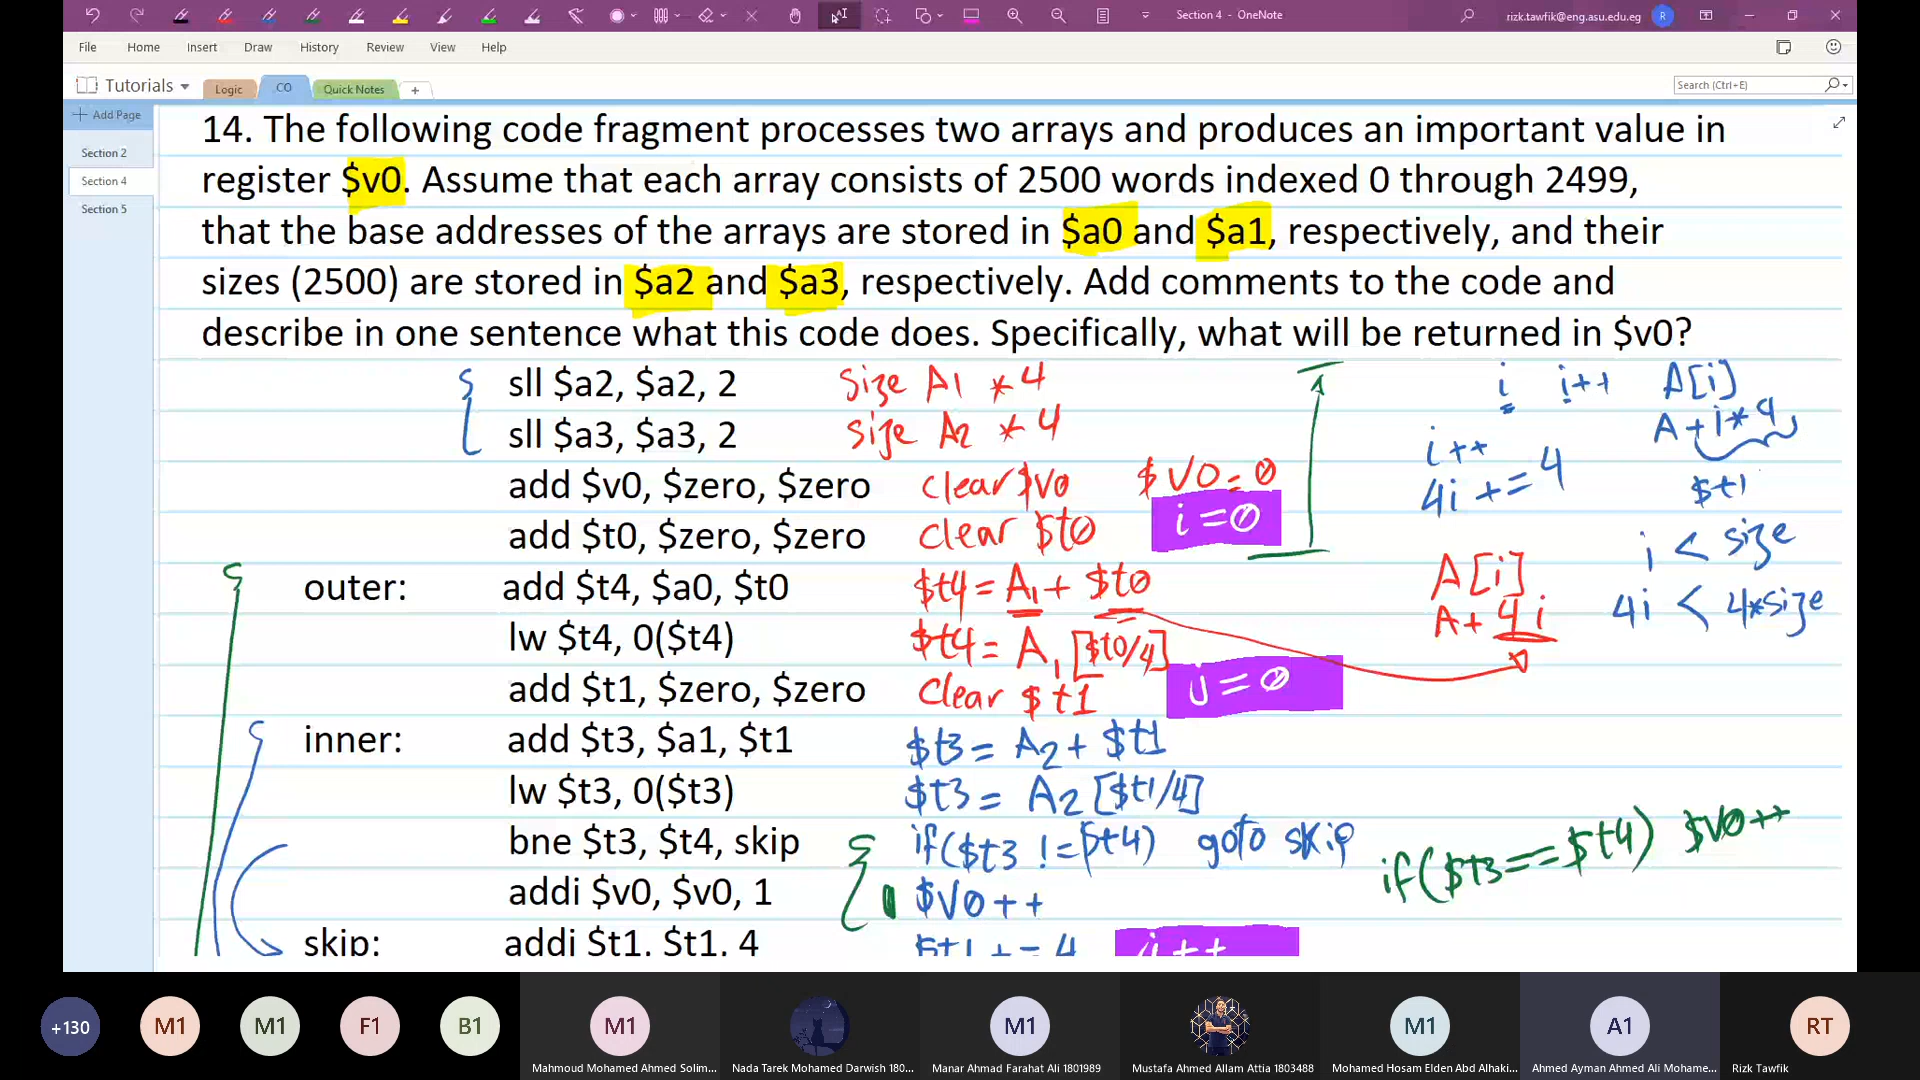 Section 4 - OneNote
rizk.tawfik@eng.asu.edu.eg
R
File Home Insert Draw History Review View Help
Tutorials Logic CO Quick Notes +
Search (Ctrl+E)
Add Page
Section 2
Section 4
Section 5
14. The following code fragment processes two arrays and produces an important value in
register $v0. Assume that each array consists of 2500 words indexed 0 through 2499,
that the base addresses of the arrays are stored in $a0 and $a1, respectively, and their
sizes (2500) are stored in $a2 and $a3, respectively. Add comments to the code and
describe in one sentence what this code does. Specifically, what will be returned in $v0?
sll $a2, $a2, 2 size A1 * 4 i i++ A[i]
A + i*4
sll $a3, $a3, 2 size A2 * 4 i++
4i += 4 $t1
add $v0, $zero, $zero clear $v0 $v0=0
add $t0, $zero, $zero clear $t0 i=0
i < size
outer: add $t4, $a0, $t0 $t4 = A1 + $t0 A[i]
A + 4i 4i < 4*size
lw $t4, 0($t4) $t4 = A1 [$t0/4]
add $t1, $zero, $zero clear $t1 j=0
inner: add $t3, $a1, $t1 $t3 = A2 + $t1
lw $t3, 0($t3) $t3 = A2 [$t1/4]
bne $t3, $t4, skip if($t3 != $t4) goto skip if($t3==$t4) $v0++
addi $v0, $v0, 1 $v0++
skip: addi $t1, $t1, 4 $t1 += 4 j++
+130 M1 M1 F1 B1 M1 M1 M1 A1 RT
Mahmoud Mohamed Ahmed Solim... Nada Tarek Mohamed Darwish 180... Manar Ahmad Farahat Ali 1801989 Mustafa Ahmed Allam Attia 1803488 Mohamed Hosam Elden Abd Alhaki... Ahmed Ayman Ahmed Ali Mohame... Rizk Tawfik